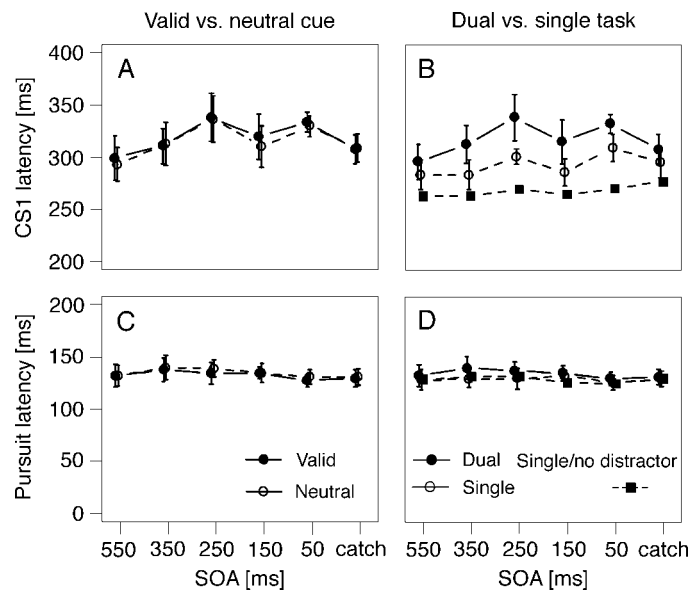 Valid vs. neutral cue
Dual vs. single task
CS1 latency [ms]
400
350
300
250
200
A
B
Pursuit latency [ms]
200
150
100
50
0
C
Valid
Neutral
D
Dual Single/no distractor
Single
550 350 250 150 50 catch
SOA [ms]
550 350 250 150 50 catch
SOA [ms]